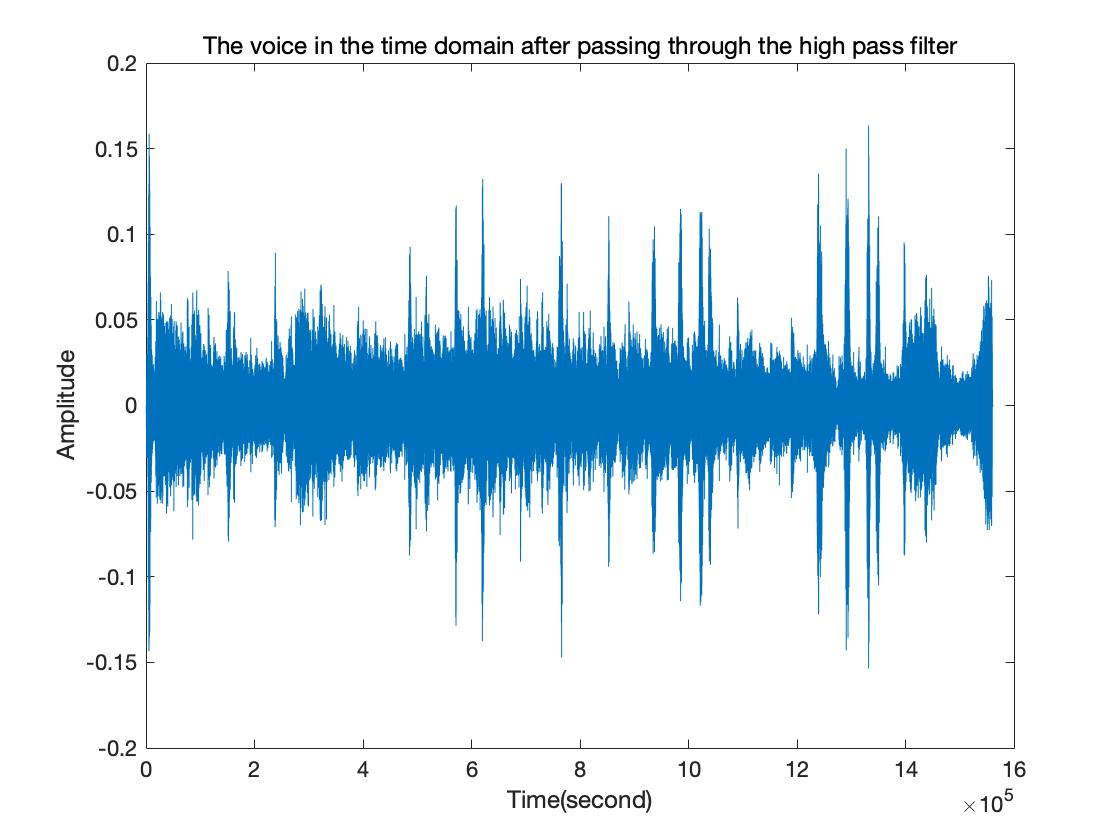 The voice in the time domain after passing through the high pass filter
0.2
0.15
0.1
0.05
0
-0.05
-0.1
-0.15
-0.2
Amplitude
0 2 4 6 8 10 12 14 16
Time(second)
×10⁵